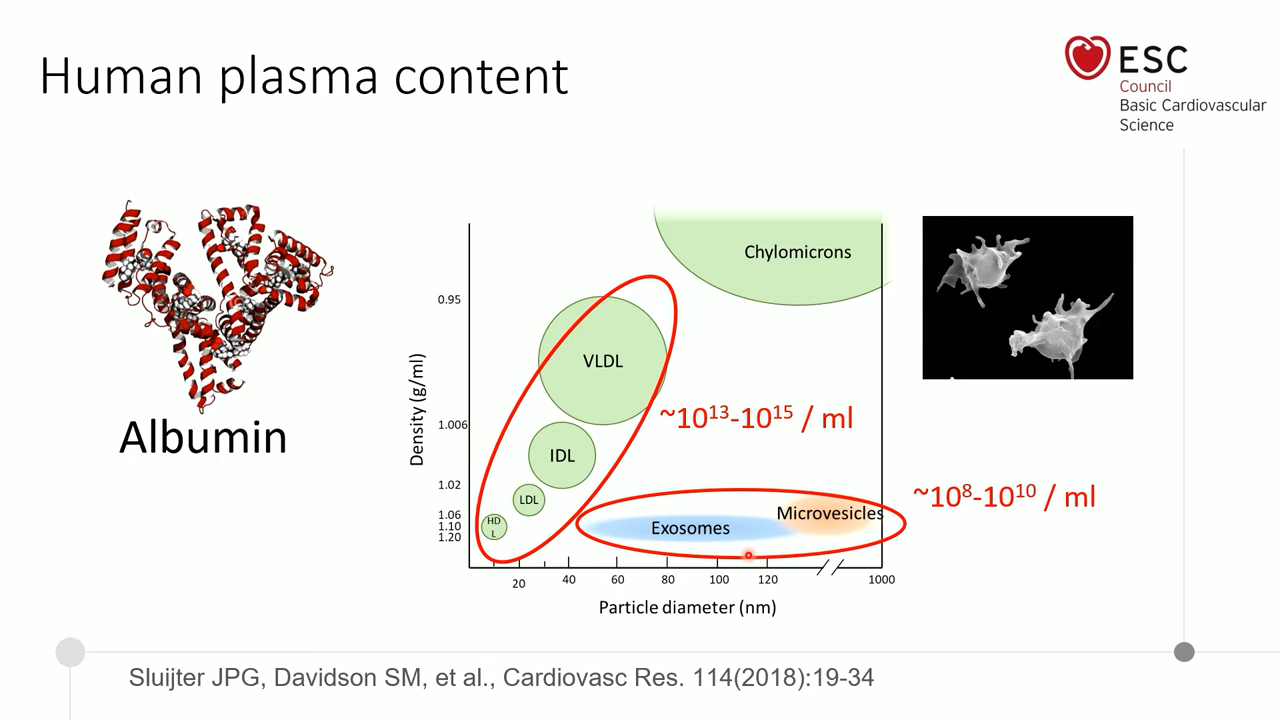 Human plasma content
ESC
Council
Basic Cardiovascular
Science
Albumin
Density (g/ml)
0.95
1.006
1.02
1.06
1.10
1.20
Chylomicrons
VLDL
IDL
LDL
HD
L
~10¹³-10¹⁵ / ml
~10⁸-10¹⁰ / ml
Microvesicles
Exosomes
20 40 60 80 100 120 1000
Particle diameter (nm)
Sluijter JPG, Davidson SM, et al., Cardiovasc Res. 114(2018):19-34